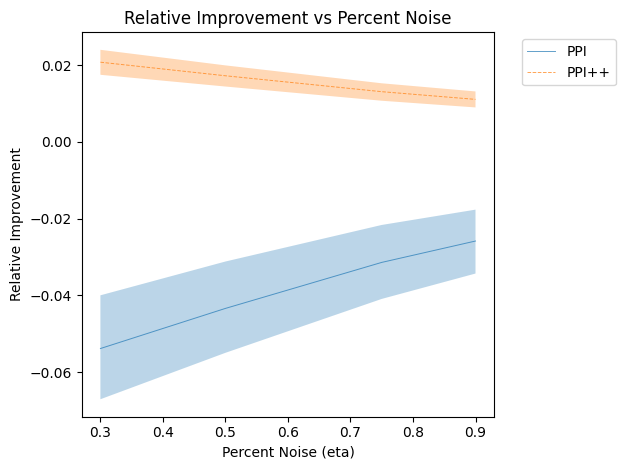 Relative Improvement vs Percent Noise
PPI
PPI++
Relative Improvement
0.02
0.00
−0.02
−0.04
−0.06
0.3 0.4 0.5 0.6 0.7 0.8 0.9
Percent Noise (eta)